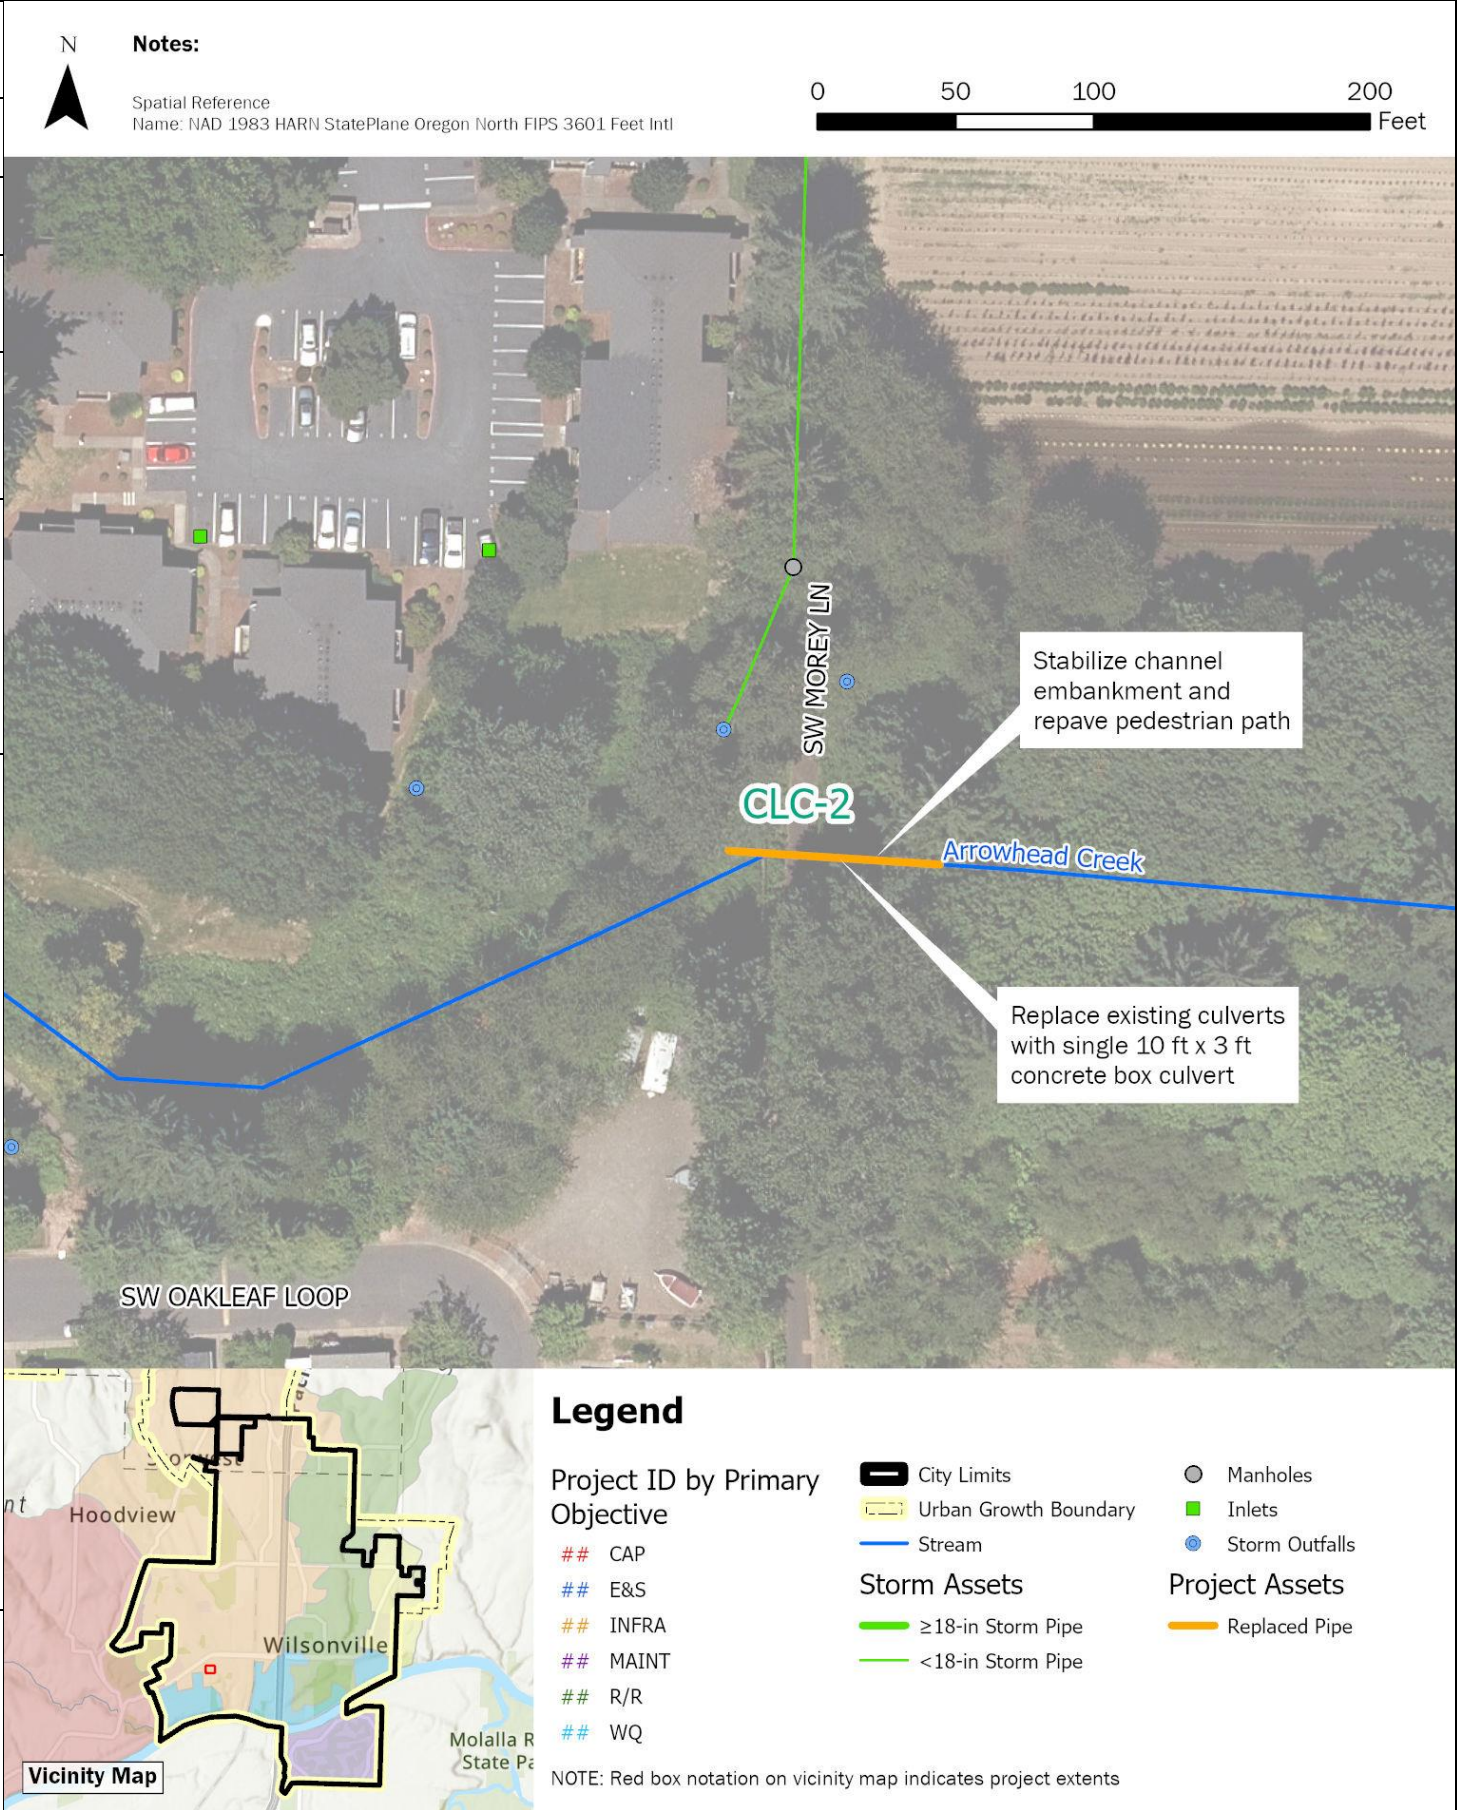 N
Notes:
Spatial Reference
Name: NAD 1983 HARN StatePlane Oregon North FIPS 3601 Feet Intl
0 50 100 200
Feet
SW MOREY LN
Stabilize channel
embankment and
repave pedestrian path
CLC-2
Arrowhead Creek
Replace existing culverts
with single 10 ft x 3 ft
concrete box culvert
SW OAKLEAF LOOP
Hoodview
Wilsonville
Molalla R
State Pa
Vicinity Map
Legend
Project ID by Primary
Objective
## CAP
## E&S
## INFRA
## MAINT
## R/R
## WQ
City Limits
Urban Growth Boundary
Stream
Storm Assets
≥18-in Storm Pipe
<18-in Storm Pipe
Manholes
Inlets
Storm Outfalls
Project Assets
Replaced Pipe
NOTE: Red box notation on vicinity map indicates project extents